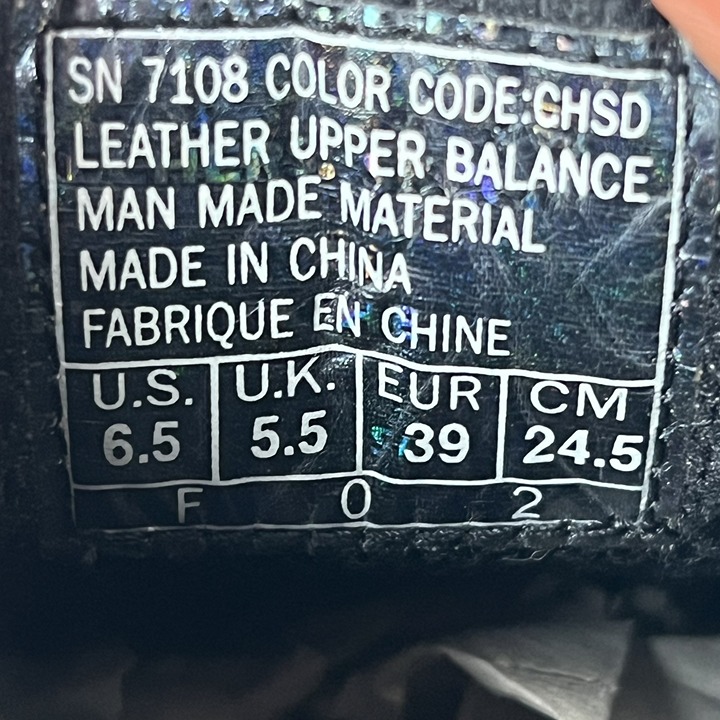 SN 7108 COLOR CODE:CHSD
LEATHER UPPER BALANCE
MAN MADE MATERIAL
MADE IN CHINA
FABRIQUE EN CHINE
U.S. U.K. EUR CM
6.5 5.5 39 24.5
F 0 2